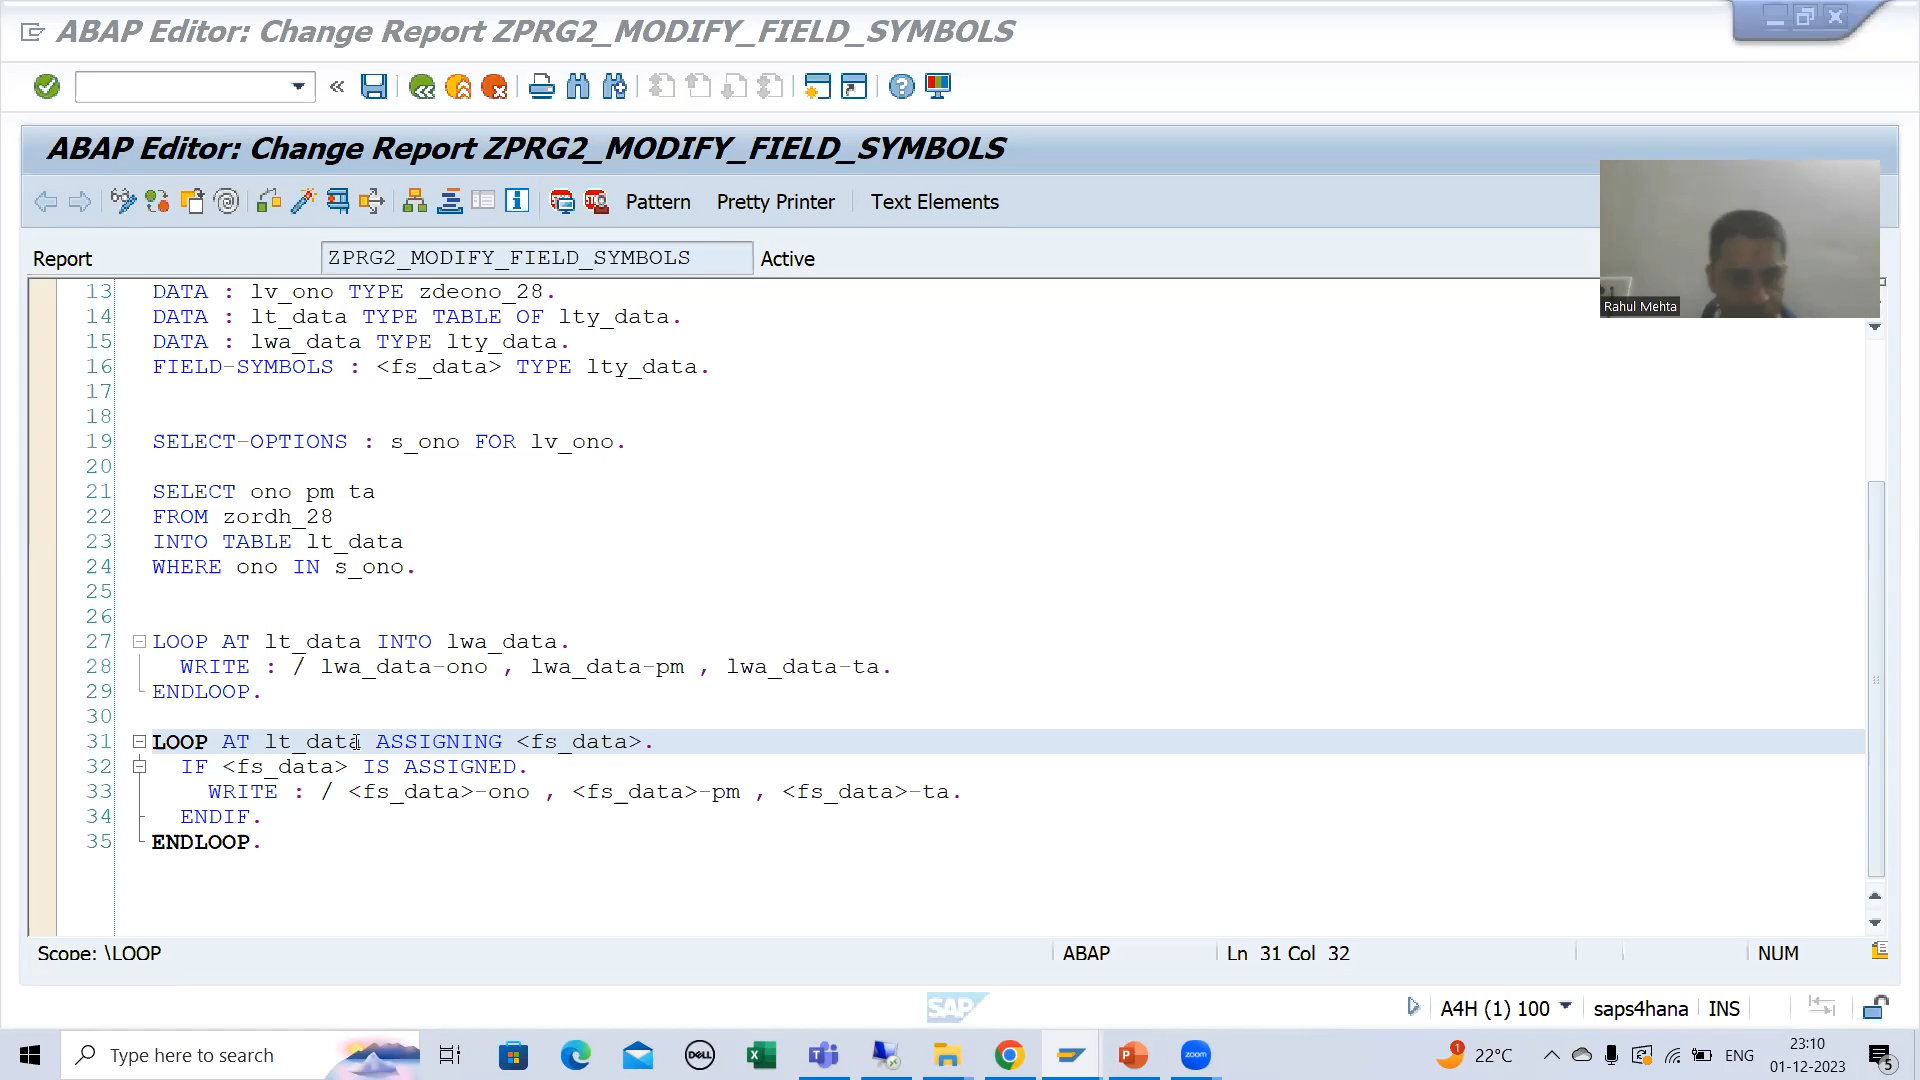 ABAP Editor: Change Report ZPRG2_MODIFY_FIELD_SYMBOLS
ABAP Editor: Change Report ZPRG2_MODIFY_FIELD_SYMBOLS
Pattern Pretty Printer Text Elements
Report ZPRG2_MODIFY_FIELD_SYMBOLS Active
Rahul Mehta
13 DATA : lv_ono TYPE zdeono_28.
14 DATA : lt_data TYPE TABLE OF lty_data.
15 DATA : lwa_data TYPE lty_data.
16 FIELD-SYMBOLS : <fs_data> TYPE lty_data.
17
18
19 SELECT-OPTIONS : s_ono FOR lv_ono.
20
21 SELECT ono pm ta
22 FROM zordh_28
23 INTO TABLE lt_data
24 WHERE ono IN s_ono.
25
26
27 LOOP AT lt_data INTO lwa_data.
28 WRITE : / lwa_data-ono , lwa_data-pm , lwa_data-ta.
29 ENDLOOP.
30
31 LOOP AT lt_data ASSIGNING <fs_data>.
32 IF <fs_data> IS ASSIGNED.
33 WRITE : / <fs_data>-ono , <fs_data>-pm , <fs_data>-ta.
34 ENDIF.
35 ENDLOOP.
Scope: \LOOP ABAP Ln 31 Col 32 NUM
SAP A4H (1) 100 saps4hana INS
Type here to search DELL zoom 1 22°C ENG 23:10
01-12-2023 5